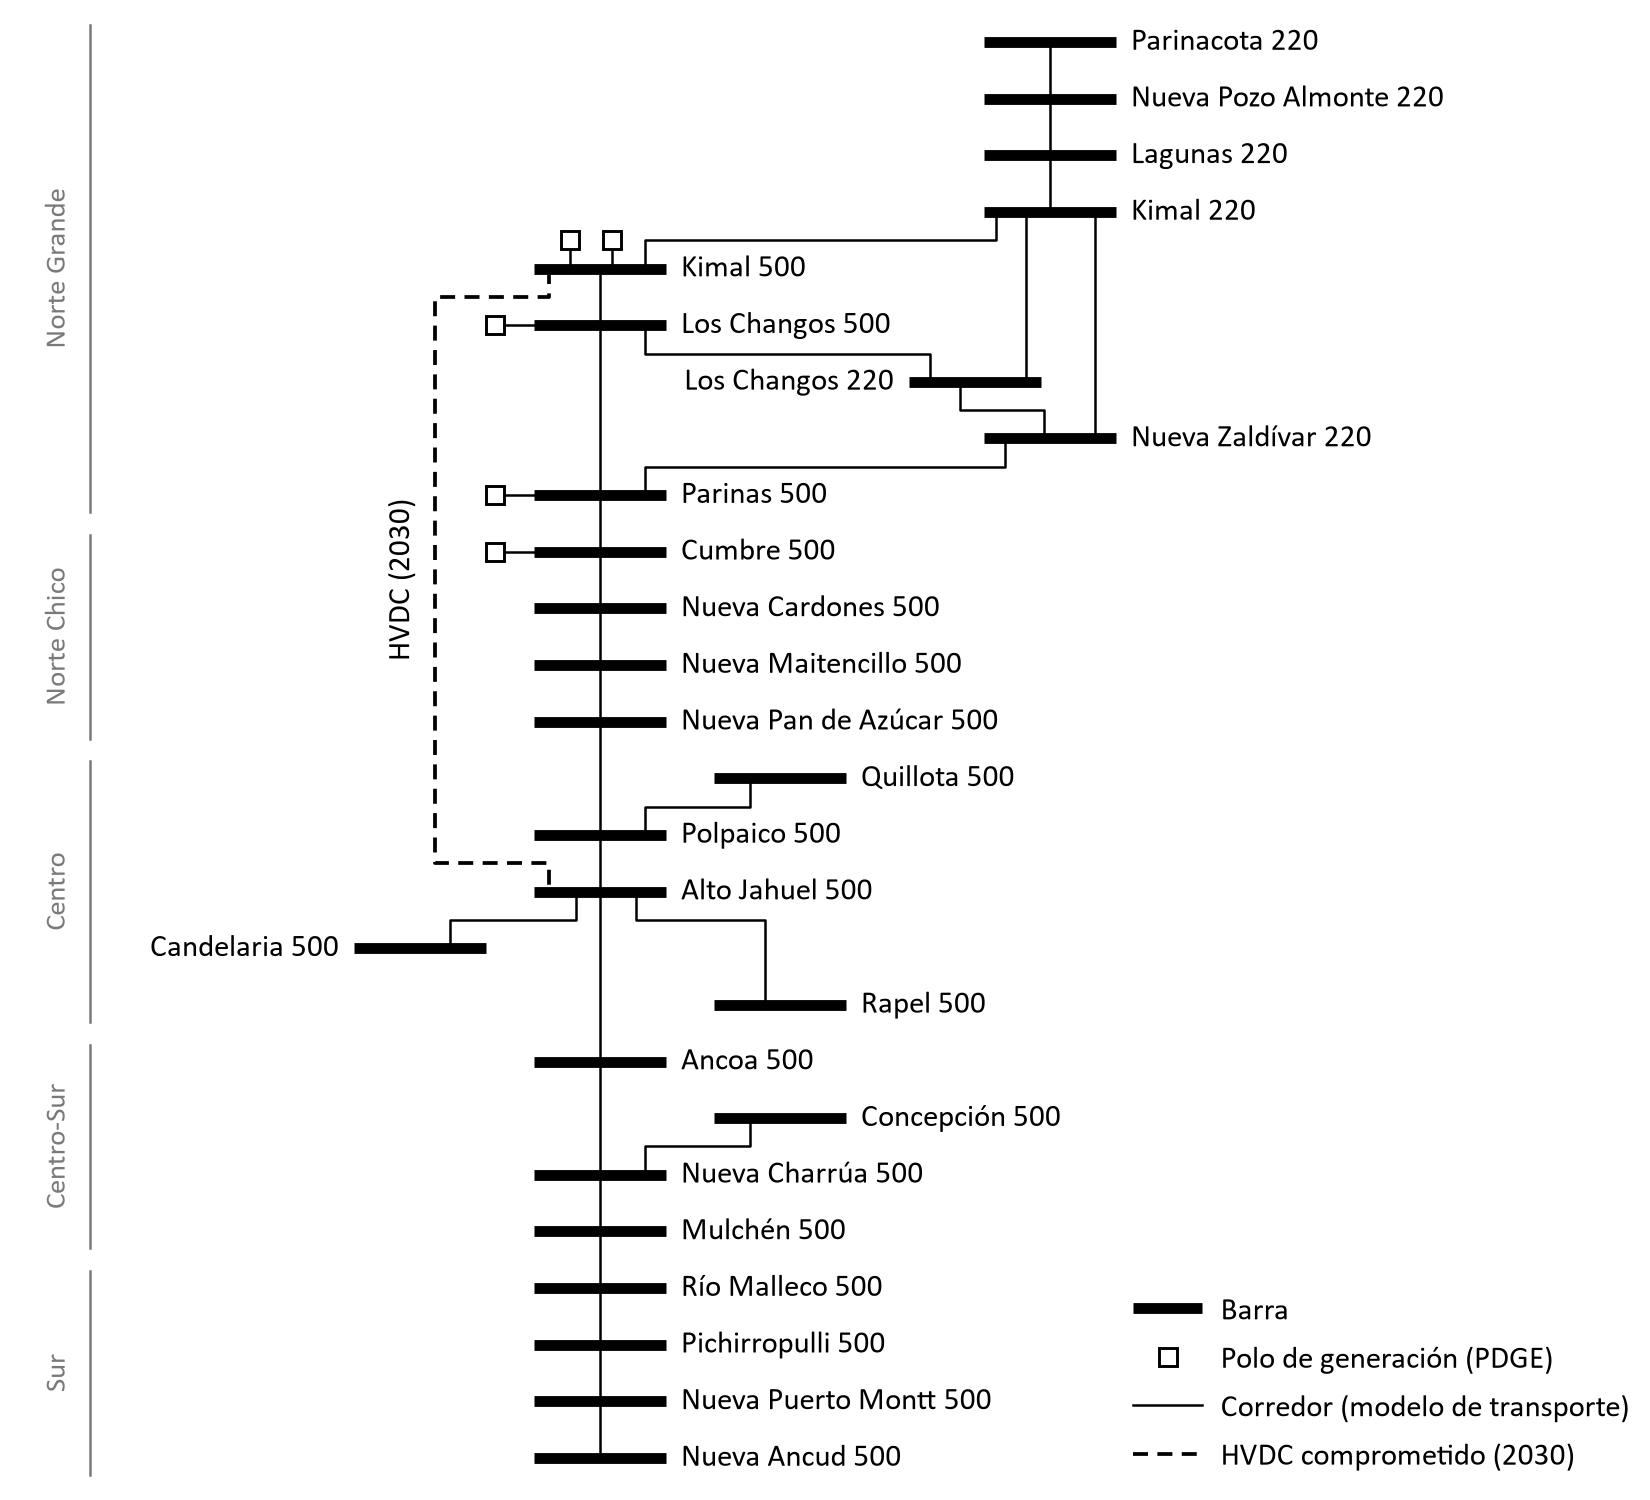 Norte Grande
Norte Chico
Centro
Centro-Sur
Sur
HVDC (2030)
Parinacota 220
Nueva Pozo Almonte 220
Lagunas 220
Kimal 220
Kimal 500
Los Changos 500
Los Changos 220
Nueva Zaldívar 220
Parinas 500
Cumbre 500
Nueva Cardones 500
Nueva Maitencillo 500
Nueva Pan de Azúcar 500
Quillota 500
Polpaico 500
Alto Jahuel 500
Candelaria 500
Rapel 500
Ancoa 500
Concepción 500
Nueva Charrúa 500
Mulchén 500
Río Malleco 500
Pichirropulli 500
Nueva Puerto Montt 500
Nueva Ancud 500
Barra
Polo de generación (PDGE)
Corredor (modelo de transporte)
HVDC comprometido (2030)